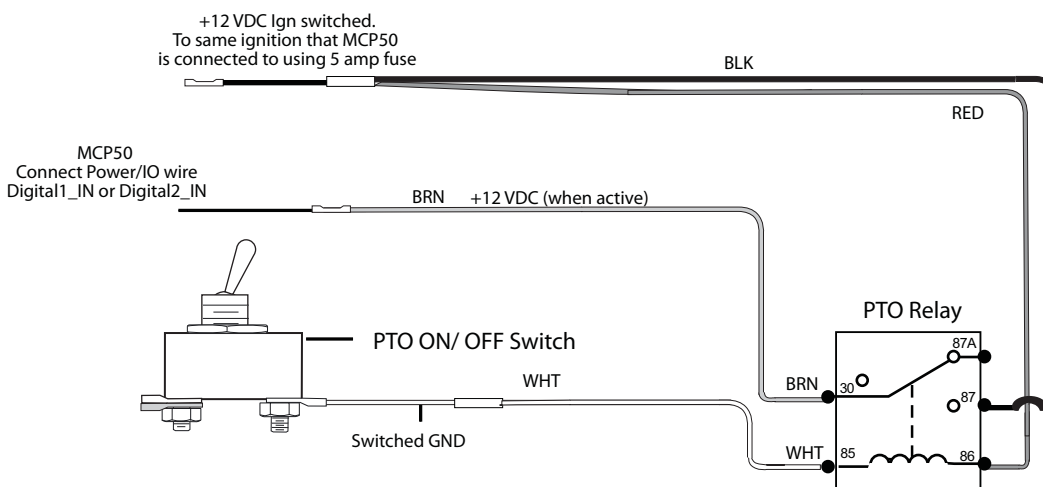 +12 VDC Ign switched.
To same ignition that MCP50
is connected to using 5 amp fuse
BLK
RED
MCP50
Connect Power/IO wire
Digital1_IN or Digital2_IN
BRN +12 VDC (when active)
PTO Relay
PTO ON/ OFF Switch
87A
WHT
BRN
30
87
Switched GND
WHT
85
86